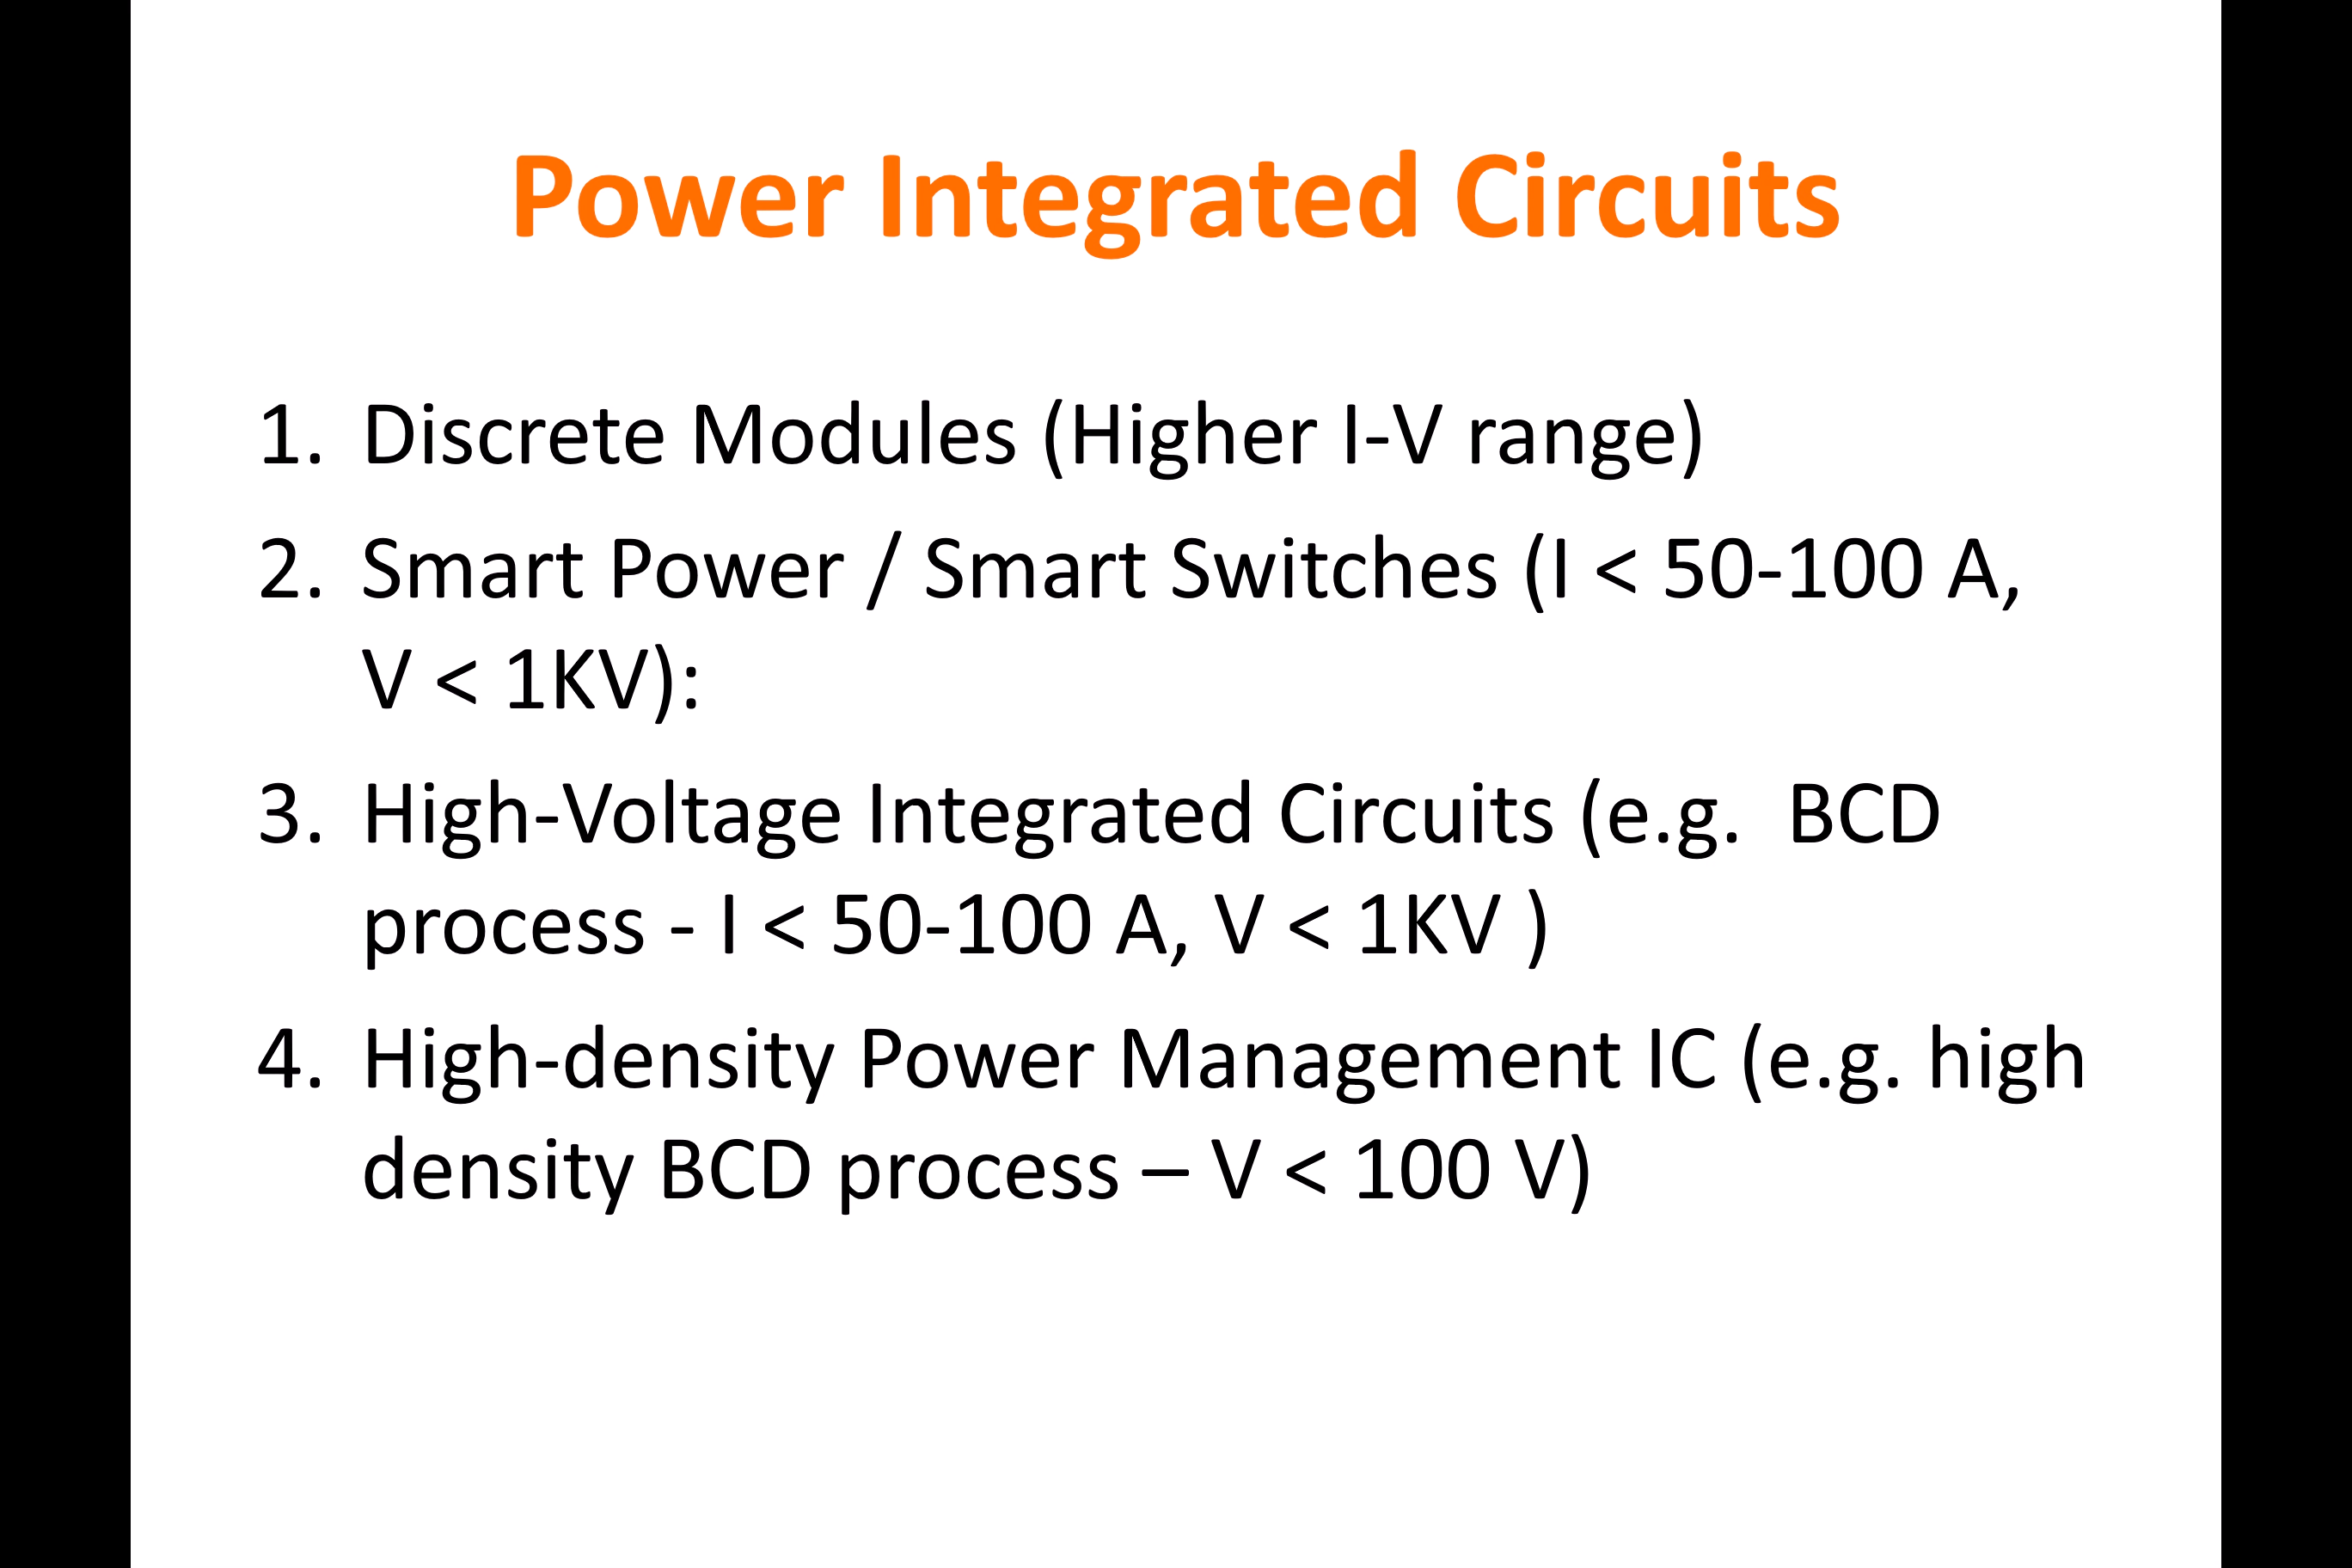 Power Integrated Circuits
1. Discrete Modules (Higher I-V range)
2. Smart Power / Smart Switches (I < 50-100 A,
V < 1KV):
3. High-Voltage Integrated Circuits (e.g. BCD
process - I < 50-100 A, V < 1KV )
4. High-density Power Management IC (e.g. high
density BCD process – V < 100 V)